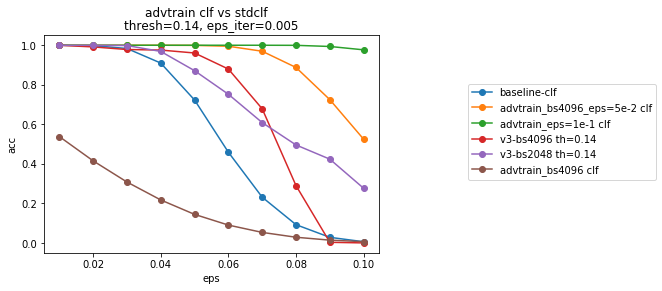 advtrain clf vs stdclf
thresh=0.14, eps_iter=0.005
1.0
0.8
0.6
0.4
0.2
0.0
acc
0.02
0.04
0.06
0.08
0.10
eps
baseline-clf
advtrain_bs4096_eps=5e-2 clf
advtrain_eps=1e-1 clf
v3-bs4096 th=0.14
v3-bs2048 th=0.14
advtrain_bs4096 clf